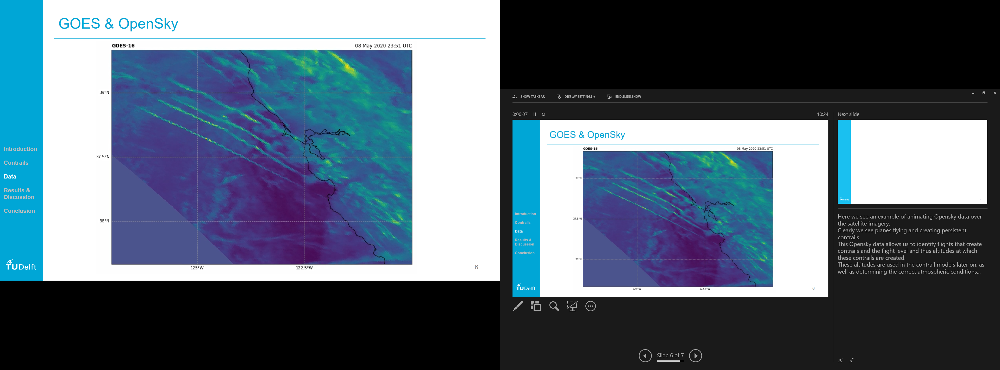 GOES & OpenSky
GOES-16
08 May 2020 23:51 UTC
39°N
37.5°N
36°N
125°W
122.5°W
Introduction
Contrails
Data
Results &
Discussion
Conclusion
TUDelft
6
SHOW TASKBAR
DISPLAY SETTINGS ▼
END SLIDE SHOW
0:00:07
10:24
GOES & OpenSky
GOES-16
08 May 2020 23:51 UTC
39°N
37.5°N
36°N
125°W
122.5°W
Introduction
Contrails
Data
Results &
Discussion
Conclusion
TUDelft
6
Slide 6 of 7
Next slide
TUDelft
Here we see an example of animating Opensky data over
the satellite imagery.
Clearly we see planes flying and creating persistent
contrails.
This Opensky data allows us to identify flights that create
contrails and the flight level and thus altitudes at which
these contrails are created.
These altitudes are used in the contrail models later on, as
well as determining the correct atmospheric conditions,..
A A